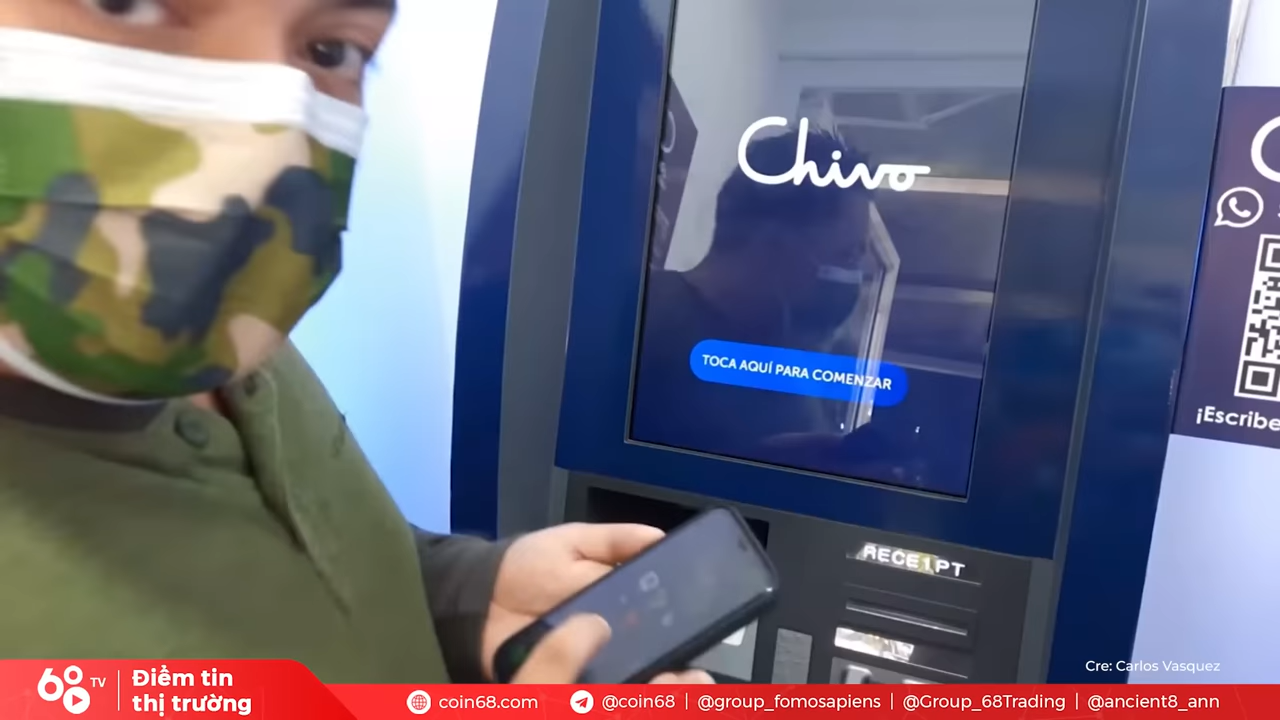 Chivo
TOCA AQUÍ PARA COMENZAR
¡Escribe
RECEIPT
Cre: Carlos Vasquez
68 TV
Điểm tin
thị trường
coin68.com
@coin68 | @group_fomosapiens | @Group_68Trading | @ancient8_ann